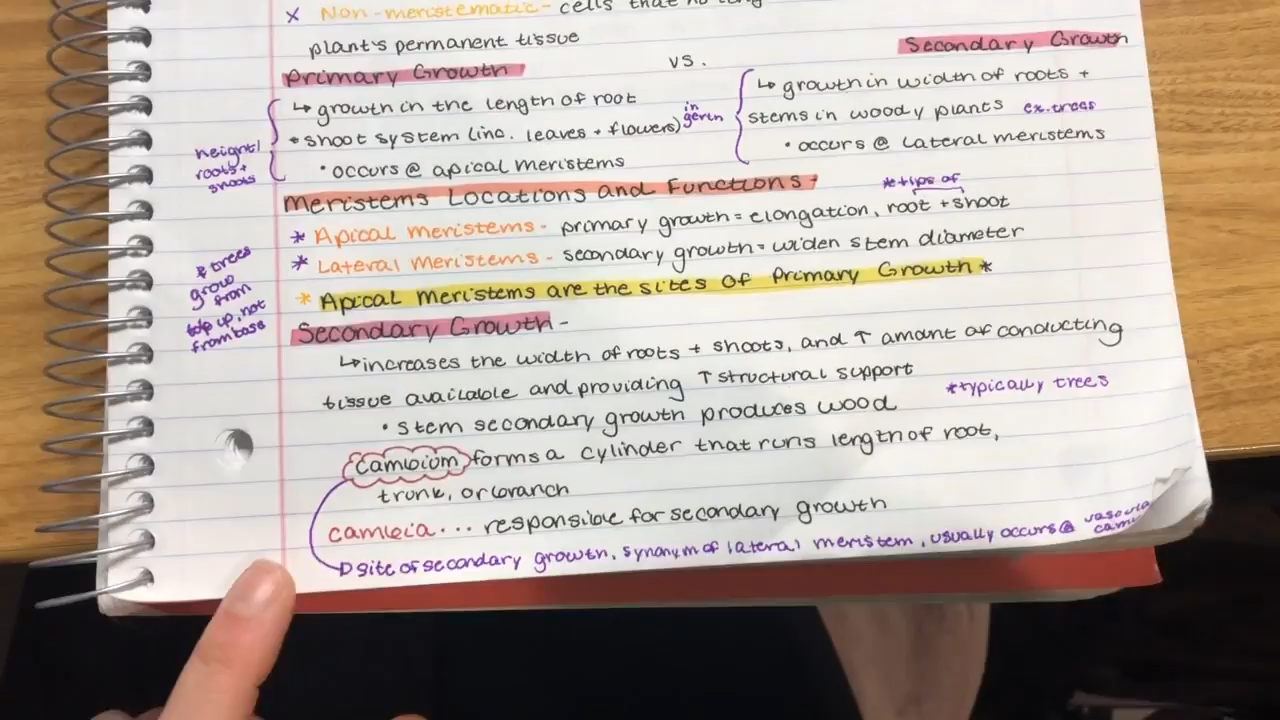 x Non-meristematic - cells that no long
plant's permanent tissue
Primary Growth
vs.
Secondary Growth
↳ growth in the length of root
• shoot system (inc. leaves + flowers)
• occurs @ apical meristems
height/
roots +
shoots
in
↳ growth in width of roots +
stems in woody plants ex. trees
• occurs @ lateral meristems
Meristems Locations and Functions -
* tips of
* Apical meristems - primary growth = elongation, root + shoot
* Lateral Meristems - secondary growth = widen stem diameter
* trees
grow
from
top up, not
from base
* Apical Meristems are the sites of Primary Growth *
Secondary Growth -
↳ increases the width of roots + shoots, and ↑ amount of conducting
tissue available and providing ↑ structural support
* typically trees
• stem secondary growth produces wood
Cambium forms a cylinder that runs length of root,
trunk, or branch
cambia... responsible for secondary growth
site of secondary growth, synonym of lateral meristem, usually occurs @